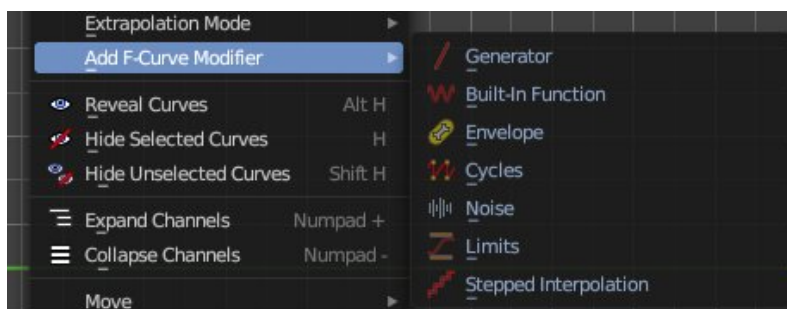 Extrapolation Mode
Add F-Curve Modifier
Reveal Curves Alt H
Hide Selected Curves H
Hide Unselected Curves Shift H
Expand Channels Numpad +
Collapse Channels Numpad -
Move
Generator
Built-In Function
Envelope
Cycles
Noise
Limits
Stepped Interpolation